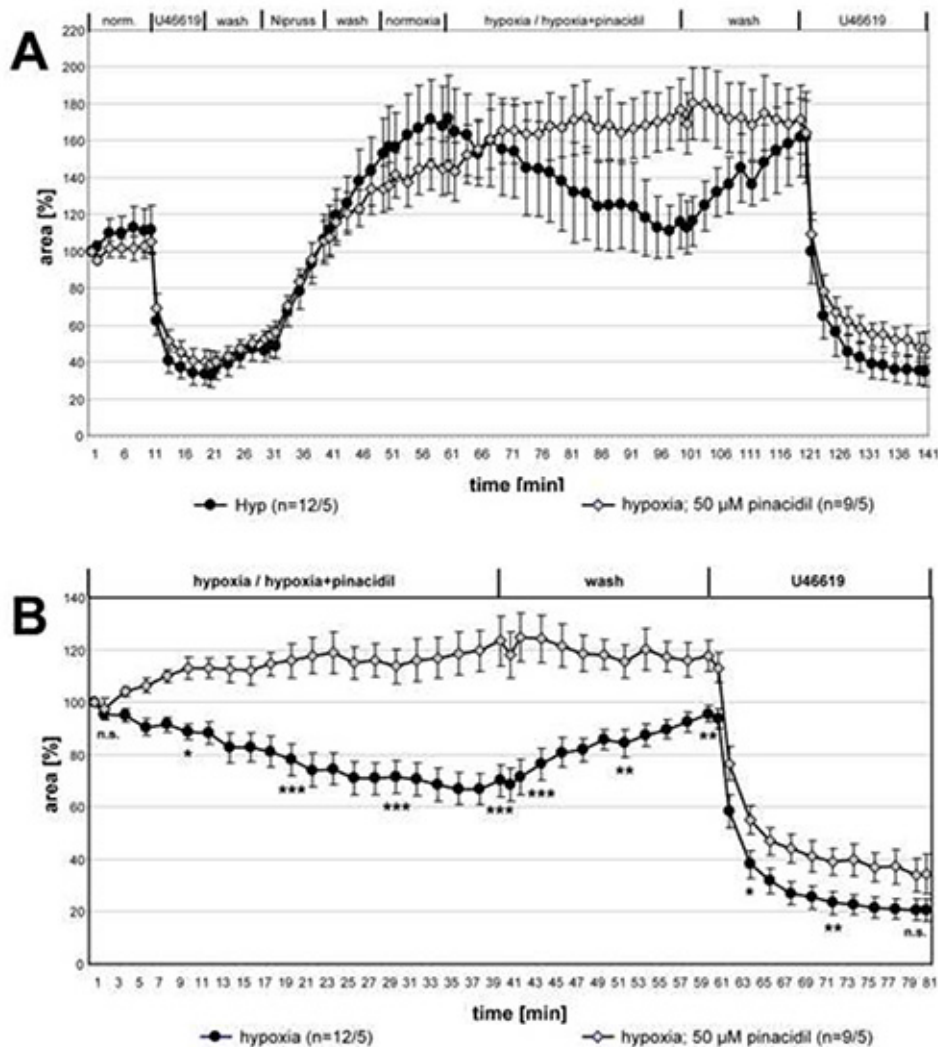 norm. U46619 wash Nipruss wash normoxia hypoxia / hypoxia+pinacidil wash U46619
A
220
200
180
160
140
120
100
80
60
40
20
0
area [%]
1 6 11 16 21 26 31 36 41 46 51 56 61 66 71 76 81 86 91 96 101 106 111 116 121 126 131 136 141
time [min]
Hyp (n=12/5) hypoxia; 50 µM pinacidil (n=9/5)
hypoxia / hypoxia+pinacidil wash U46619
B
140
120
100
80
60
40
20
0
area [%]
n.s. * *** *** *** *** ** ** * ** n.s.
1 3 5 7 9 11 13 15 17 19 21 23 25 27 29 31 33 35 37 39 41 43 45 47 49 51 53 55 57 59 61 63 65 67 69 71 73 75 77 79 81
time [min]
hypoxia (n=12/5) hypoxia; 50 µM pinacidil (n=9/5)